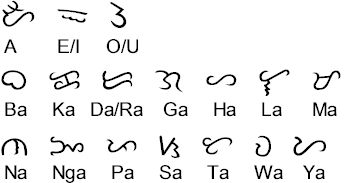 ᜀ ᜁ ᜂ
A E/I O/U
ᜊ ᜃ ᜇ ᜄ ᜑ ᜎ ᜋ
Ba Ka Da/Ra Ga Ha La Ma
ᜈ ᜅ ᜉ ᜐ ᜆ ᜏ ᜌ
Na Nga Pa Sa Ta Wa Ya